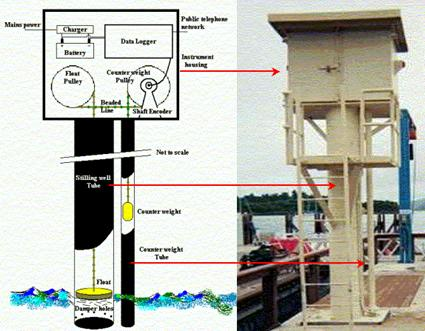 Mains power
Charger
Battery
Data Logger
Public telephone
network
Instrument
housing
Float
Pulley
Counter weight
Pulley
Beaded
Line
Shaft Encoder
Not to scale
Stilling well
Tube
Counter weight
Counter weight
Tube
Float
Damper holes